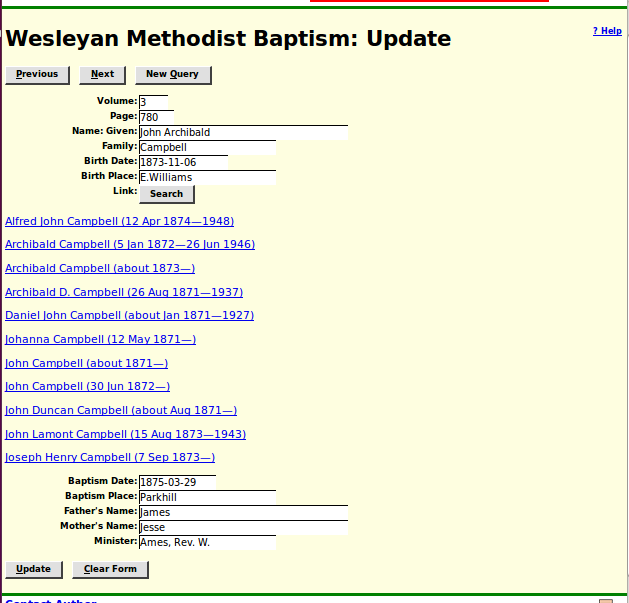 ? Help
Wesleyan Methodist Baptism: Update
Previous Next New Query
Volume: 3
Page: 780
Name: Given: John Archibald
Family: Campbell
Birth Date: 1873-11-06
Birth Place: E.Williams
Link: Search
Alfred John Campbell (12 Apr 1874—1948)
Archibald Campbell (5 Jan 1872—26 Jun 1946)
Archibald Campbell (about 1873—)
Archibald D. Campbell (26 Aug 1871—1937)
Daniel John Campbell (about Jan 1871—1927)
Johanna Campbell (12 May 1871—)
John Campbell (about 1871—)
John Campbell (30 Jun 1872—)
John Duncan Campbell (about Aug 1871—)
John Lamont Campbell (15 Aug 1873—1943)
Joseph Henry Campbell (7 Sep 1873—)
Baptism Date: 1875-03-29
Baptism Place: Parkhill
Father's Name: James
Mother's Name: Jesse
Minister: Ames, Rev. W.
Update Clear Form
Contact Author